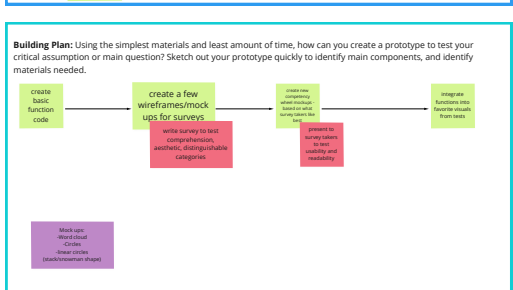 Building Plan: Using the simplest materials and least amount of time, how can you create a prototype to test your
critical assumption or main question? Sketch out your prototype quickly to identify main components, and identify
materials needed.
create
basic
function
code
create a few
wireframes/mock
ups for surveys
write survey to test
comprehension,
aesthetic, distinguishable
categories
create new
competency
wheel mockups -
based on what
survey takers like
best
present to
survey takers
to test
usability and
readability
integrate
functions into
favorite visuals
from tests
Mock ups:
-Word cloud
-Circles
-linear circles
(stack/snowman shape)